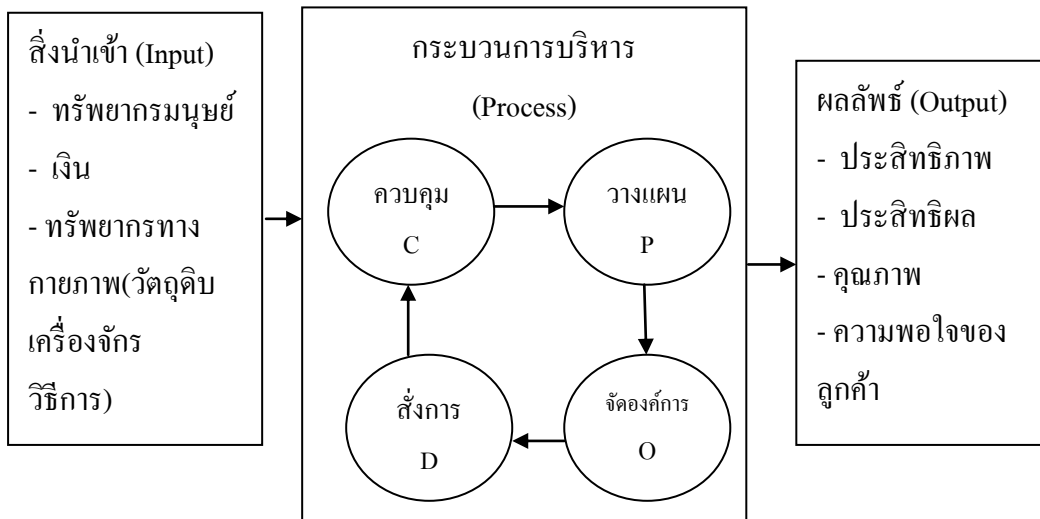 สิ่งนำเข้า (Input)
- ทรัพยากรมนุษย์
- เงิน
- ทรัพยากรทาง
กายภาพ(วัตถุดิบ
เครื่องจักร
วิธีการ)
กระบวนการบริหาร
(Process)
ควบคุม
C
วางแผน
P
สั่งการ
D
จัดองค์การ
O
ผลลัพธ์ (Output)
- ประสิทธิภาพ
- ประสิทธิผล
- คุณภาพ
- ความพอใจของ
ลูกค้า